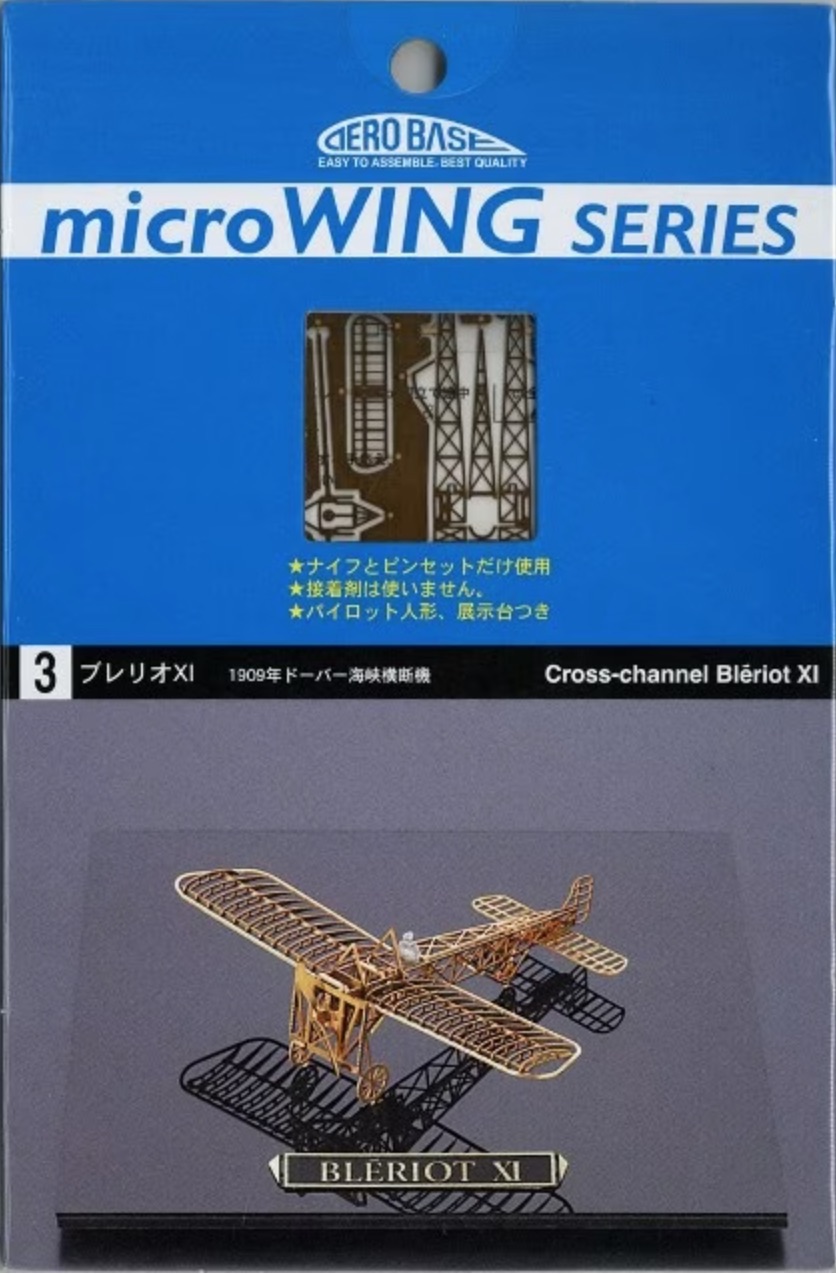 AERO BASE
EASY TO ASSEMBLE. BEST QUALITY
microWING SERIES
★ナイフとピンセットだけ使用
★接着剤は使いません。
★パイロット人形、展示台つき
3 ブレリオXI 1909年ドーバー海峡横断機 Cross-channel Blēriot XI
BLĒRIOT XI